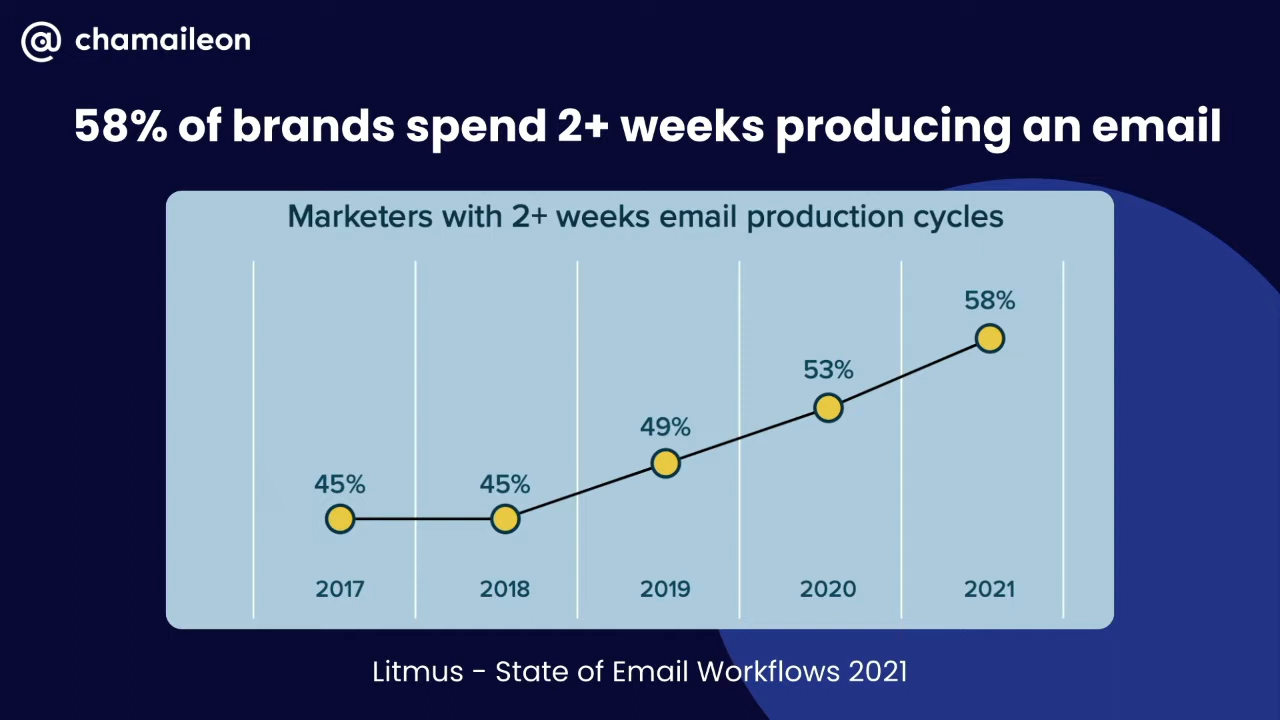 @ chamaileon
58% of brands spend 2+ weeks producing an email
Marketers with 2+ weeks email production cycles
58%
53%
49%
45% 45%
2017 2018 2019 2020 2021
Litmus - State of Email Workflows 2021